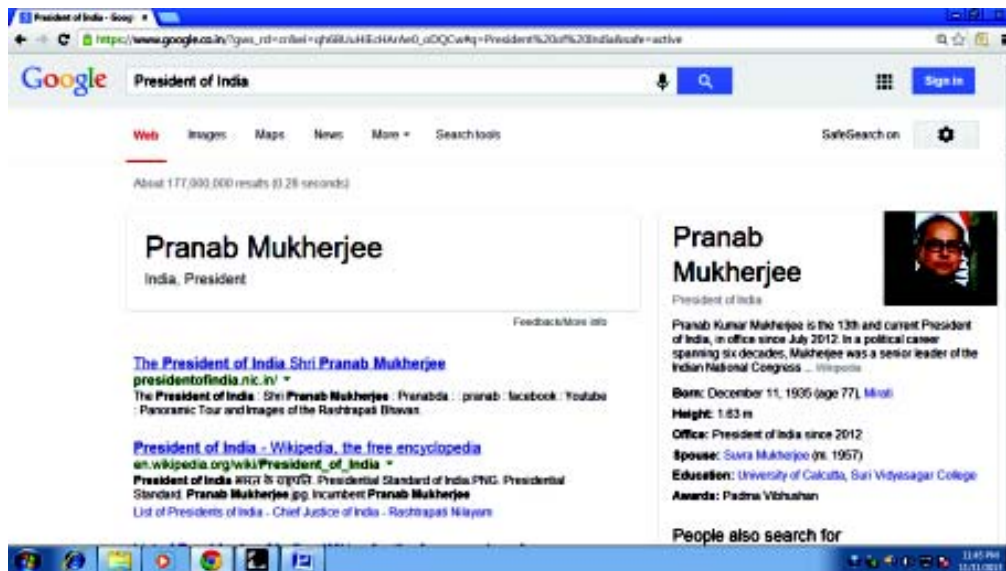 President of India - Goog
https://www.google.co.in/
President%20of%20India&safe=active
Google
President of India
Sign in
Web Images Maps News More Search tools
SafeSearch on
About 177,000,000 results (0.28 seconds)
Pranab Mukherjee
India, President
Feedback/More info
The President of India Shri Pranab Mukherjee
presidentofindia.nic.in/
The President of India : Shri Pranab Mukherjee : Pranabda : : pranab : facebook : Youtube
: Panoramic Tour and Images of the Rashtrapati Bhavan.
President of India - Wikipedia, the free encyclopedia
en.wikipedia.org/wiki/President_of_India
President of India के Presidential Standard of India.PNG. Presidential
Standard. Pranab Mukherjee.jpg. Incumbent Pranab Mukherjee
List of Presidents of India - Chief Justice of India - Rashtrapati Nilayam
Pranab
Mukherjee
President of India
Pranab Kumar Mukherjee is the 13th and current President
of India, in office since July 2012. In a political career
spanning six decades, Mukherjee was a senior leader of the
Indian National Congress ... Wikipedia
Born: December 11, 1935 (age 77), Mirati
Height: 1.63 m
Office: President of India since 2012
Spouse: Suvra Mukherjee (m. 1957)
Education: University of Calcutta, Suri Vidyasagar College
Awards: Padma Vibhushan
People also search for
11:45 PM